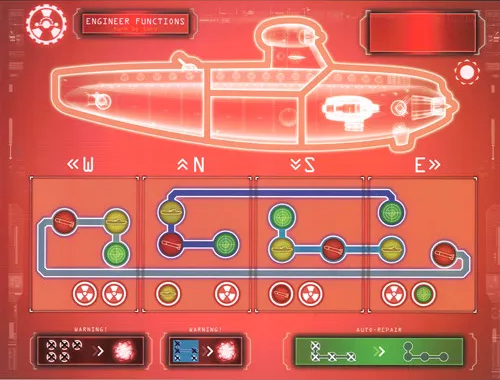 ENGINEER FUNCTIONS
« W
N
S
E »
WARNING!
WARNING!
AUTO-REPAIR